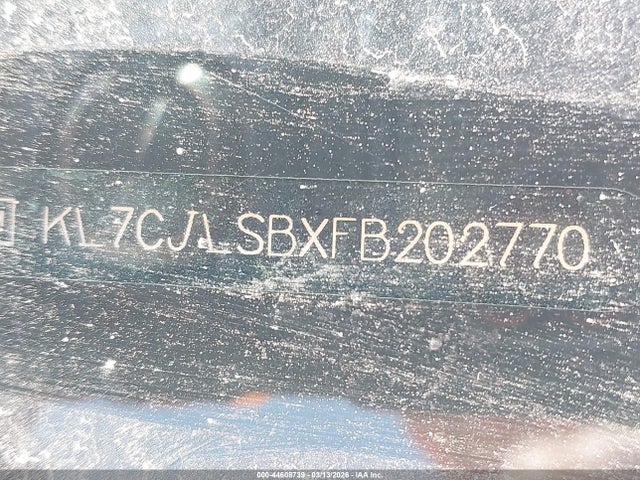 KL7CJLSBXFB202770
000-44608739 - 03/13/2026 - IAA Inc.